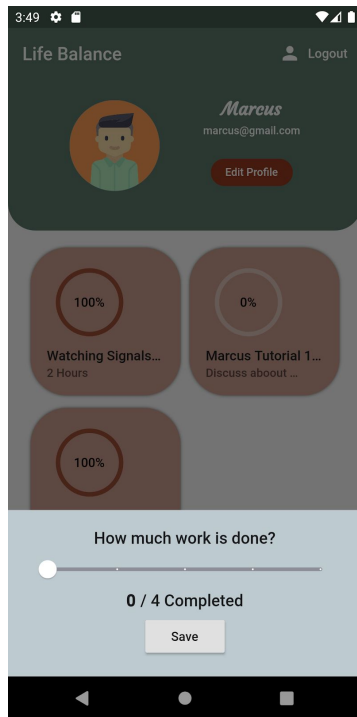 3:49
Life Balance
Logout
Marcus
marcus@gmail.com
Edit Profile
100%
0%
Watching Signals...
Marcus Tutorial 1...
2 Hours
Discuss aboout ...
100%
How much work is done?
0 / 4 Completed
Save